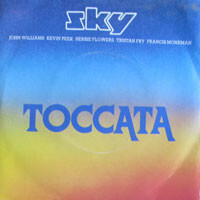 sky
JOHN WILLIAMS KEVIN PEEK HERBIE FLOWERS TRISTAN FRY FRANCIS MONKMAN
TOCCATA